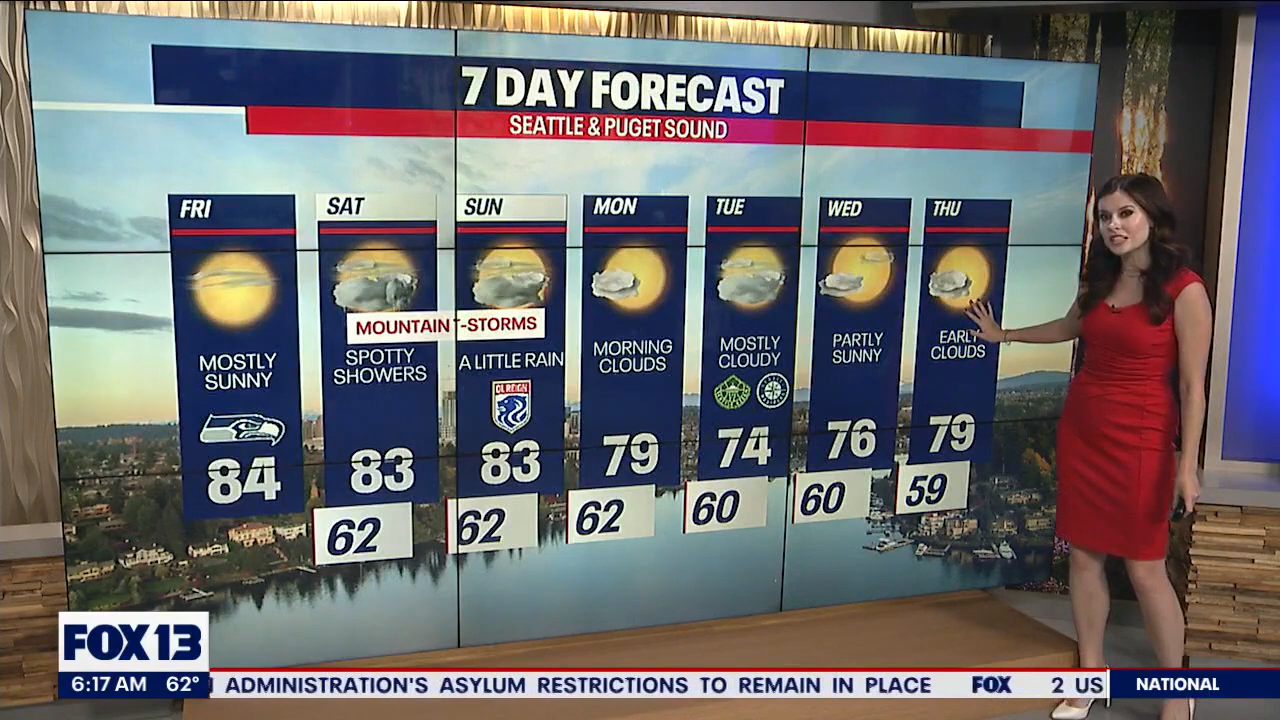 7 DAY FORECAST
SEATTLE & PUGET SOUND
FRI
SAT
SUN
MON
TUE
WED
THU
MOUNTAIN T-STORMS
MOSTLY
SUNNY
SPOTTY
SHOWERS
A LITTLE RAIN
MORNING
CLOUDS
MOSTLY
CLOUDY
PARTLY
SUNNY
EARLY
CLOUDS
OL REIGN
84
83
83
79
74
76
79
62
62
62
60
60
59
FOX 13
6:17 AM 62°
ADMINISTRATION'S ASYLUM RESTRICTIONS TO REMAIN IN PLACE FOX 2 US
NATIONAL